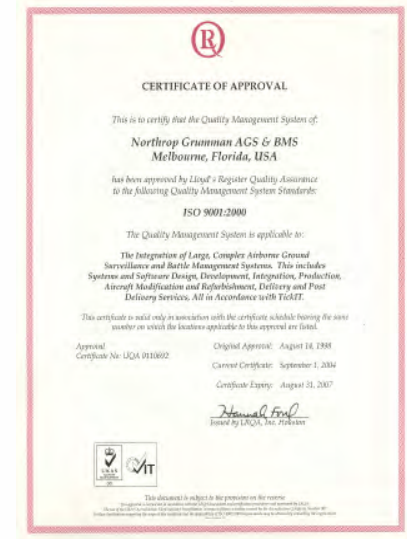 R
CERTIFICATE OF APPROVAL
This is to certify that the Quality Management System of:
Northrop Grumman AGS & BMS
Melbourne, Florida, USA
has been approved by Lloyd's Register Quality Assurance
to the following Quality Management System Standards:
ISO 9001:2000
The Quality Management System is applicable to:
The Integration of Large, Complex Airborne Ground
Surveillance and Battle Management Systems. This includes
Systems and Software Design, Development, Integration, Production,
Aircraft Modification and Refurbishment, Delivery and Post
Delivery Services, All in Accordance with TickIT.
This certificate is valid only in association with the certificate schedule bearing the same
number on which the locations applicable to this approval are listed.
Approval
Certificate No: UQA 0110692
Original Approval: August 14, 1998
Current Certificate: September 1, 2004
Certificate Expiry: August 31, 2007
Issued by LRQA, Inc. Houston
UKAS
IT
This document is subject to the provision on the reverse